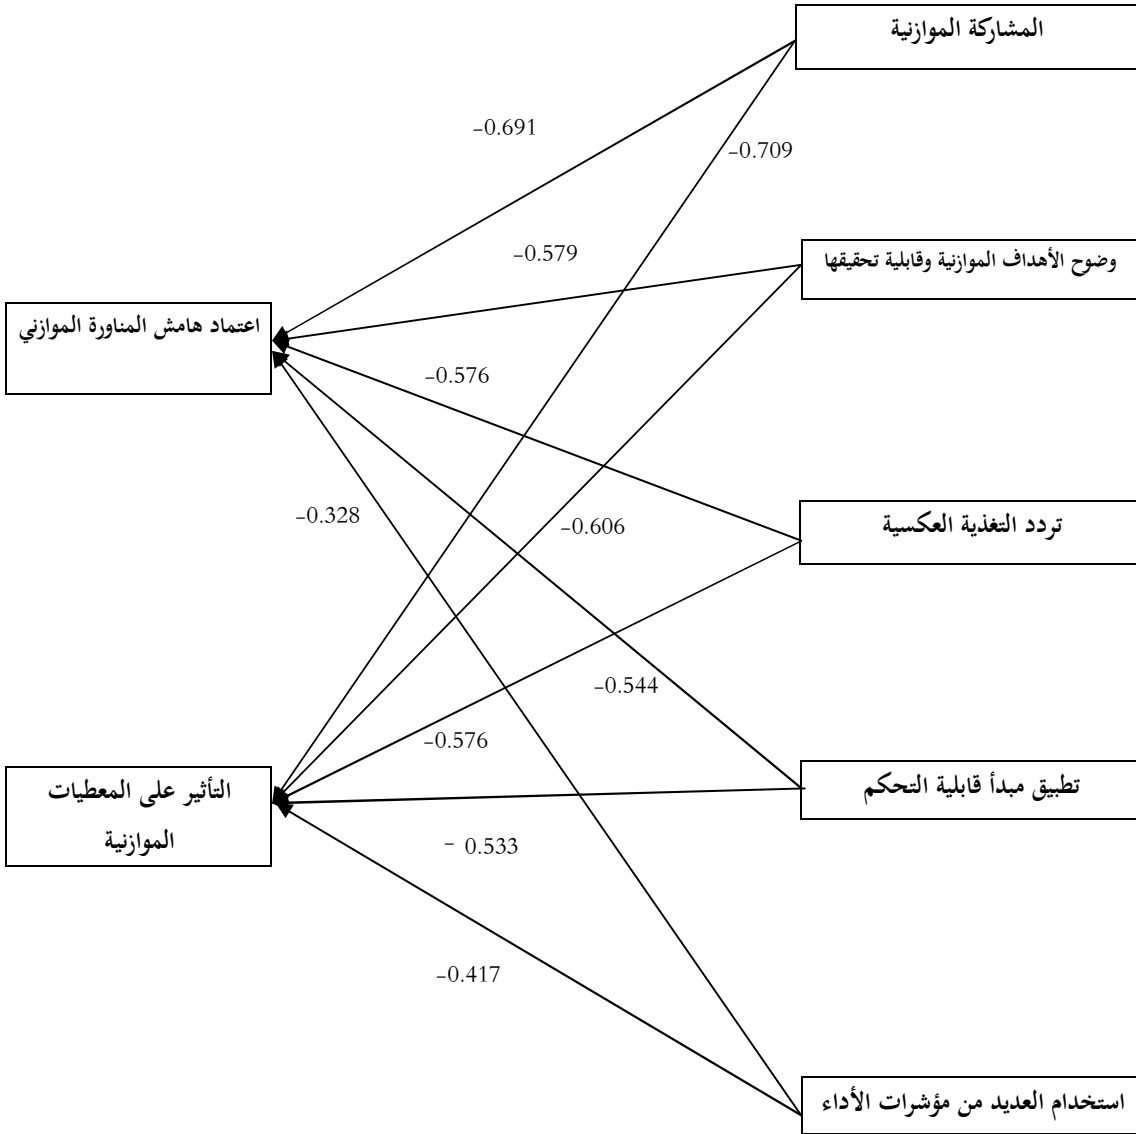 المشاركة الموازنية
-0.691
-0.709
وضوح الأهداف الموازنية وقابلية تحقيقها
-0.579
اعتماد هامش المناورة الموازني
-0.576
-0.328
-0.606
تردد التغذية العكسية
-0.544
-0.576
تطبيق مبدأ قابلية التحكم
التأثير على المعطيات
الموازنية
- 0.533
-0.417
استخدام العديد من مؤشرات الأداء